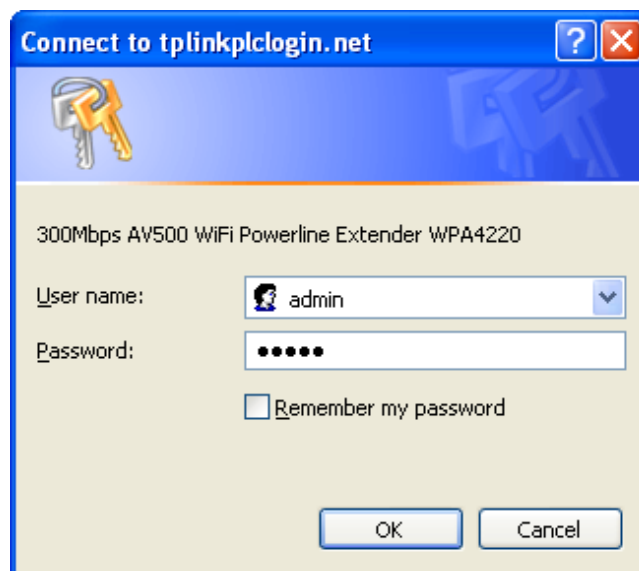 Connect to tplinkplclogin.net
300Mbps AV500 WiFi Powerline Extender WPA4220
User name: admin
Password: •••••
Remember my password
OK Cancel